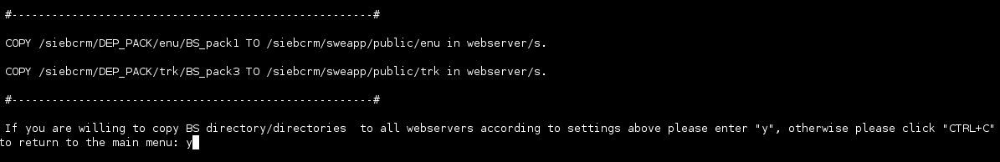 #------------------------------------------------------#
COPY /siebcrm/DEP_PACK/enu/BS_pack1 TO /siebcrm/sweapp/public/enu in webserver/s.
COPY /siebcrm/DEP_PACK/trk/BS_pack3 TO /siebcrm/sweapp/public/trk in webserver/s.
#------------------------------------------------------#
If you are willing to copy BS directory/directories  to all webservers according to settings above please enter "y", otherwise please click "CTRL+C"
to return to the main menu: y